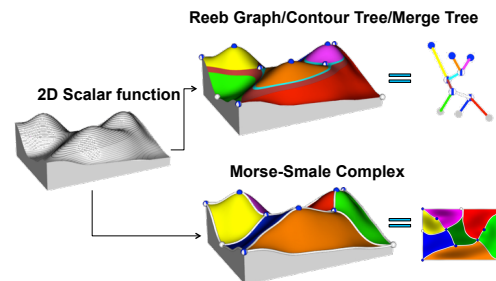 Reeb Graph/Contour Tree/Merge Tree
2D Scalar function
Morse-Smale Complex